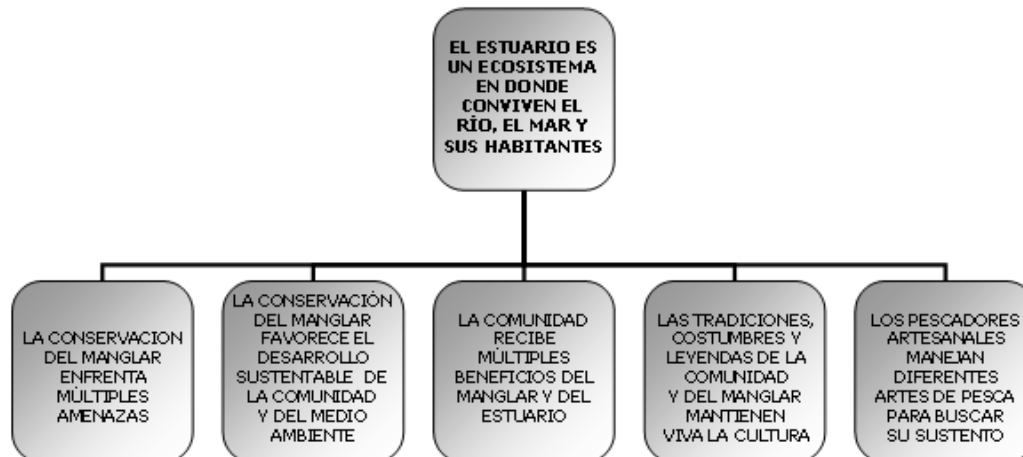 EL ESTUARIO ES
UN ECOSISTEMA
EN DONDE
CONVIVEN EL
RÍO, EL MAR Y
SUS HABITANTES
LA CONSERVACION
DEL MANGLAR
ENFRENTA
MÚLTIPLES
AMENAZAS
LA CONSERVACIÓN
DEL MANGLAR
FAVORECE EL
DESARROLLO
SUSTENTABLE DE
LA COMUNIDAD
Y DEL MEDIO
AMBIENTE
LA COMUNIDAD
RECIBE
MÚLTIPLES
BENEFICIOS DEL
MANGLAR Y DEL
ESTUARIO
LAS TRADICIONES,
COSTUMBRES Y
LEYENDAS DE LA
COMUNIDAD
Y DEL MANGLAR
MANTIENEN
VIVA LA CULTURA
LOS PESCADORES
ARTESANALES
MANEJAN
DIFERENTES
ARTES DE PESCA
PARA BUSCAR
SU SUSTENTO